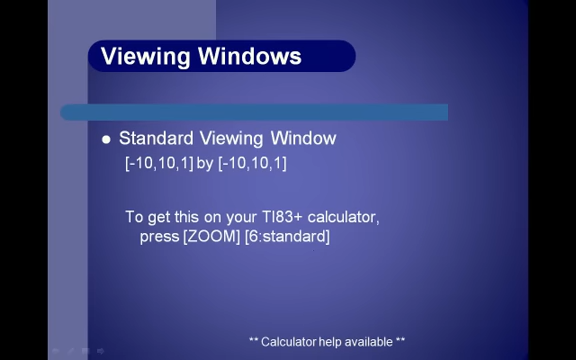 Viewing Windows
Standard Viewing Window
[-10,10,1] by [-10,10,1]
To get this on your TI83+ calculator,
press [ZOOM] [6:standard]
** Calculator help available **